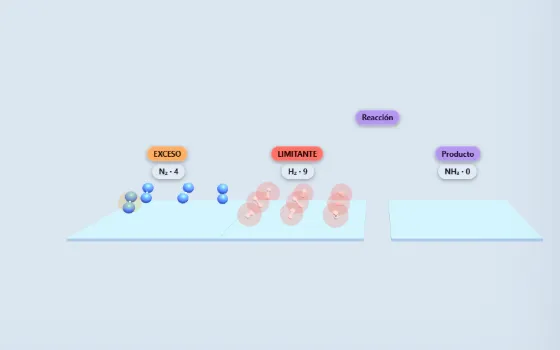 Reacción
EXCESO
LIMITANTE
Producto
N₂ · 4
H₂ · 9
NH₃ · 0